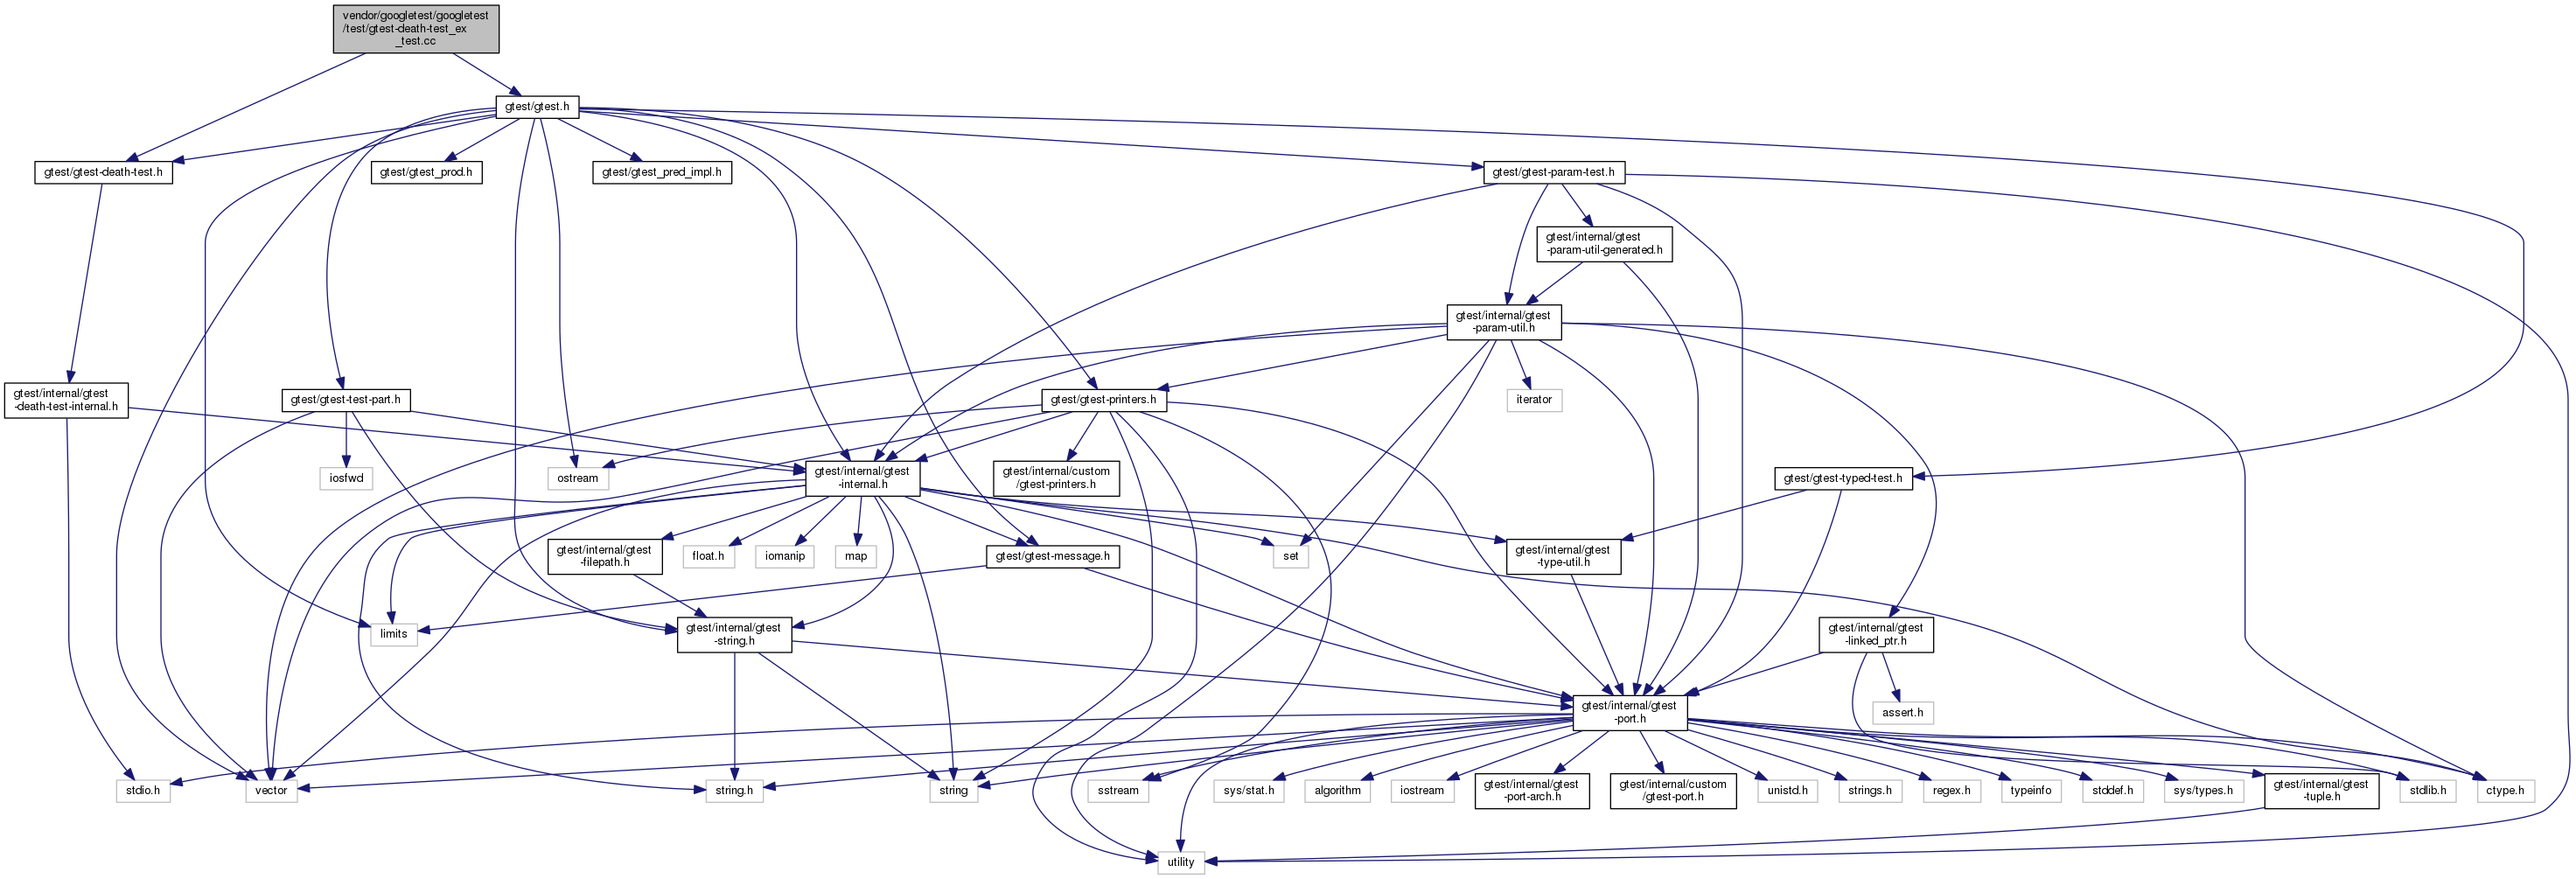 vendor/googletest/googletest
/test/gtest-death-test_ex
_test.cc
gtest/gtest.h
gtest/gtest-death-test.h
gtest/gtest_prod.h
gtest/gtest_pred_impl.h
gtest/gtest-param-test.h
gtest/internal/gtest
-param-util-generated.h
gtest/internal/gtest
-param-util.h
gtest/internal/gtest
-death-test-internal.h
gtest/gtest-test-part.h
gtest/gtest-printers.h
iterator
iosfwd
ostream
gtest/internal/gtest
-internal.h
gtest/internal/custom
/gtest-printers.h
gtest/gtest-typed-test.h
gtest/internal/gtest
-filepath.h
float.h
iomanip
map
gtest/gtest-message.h
set
gtest/internal/gtest
-type-util.h
limits
gtest/internal/gtest
-string.h
gtest/internal/gtest
-linked_ptr.h
gtest/internal/gtest
-port.h
assert.h
stdio.h
vector
string.h
string
sstream
sys/stat.h
algorithm
iostream
gtest/internal/gtest
-port-arch.h
gtest/internal/custom
/gtest-port.h
unistd.h
strings.h
regex.h
typeinfo
stddef.h
sys/types.h
gtest/internal/gtest
-tuple.h
stdlib.h
ctype.h
utility